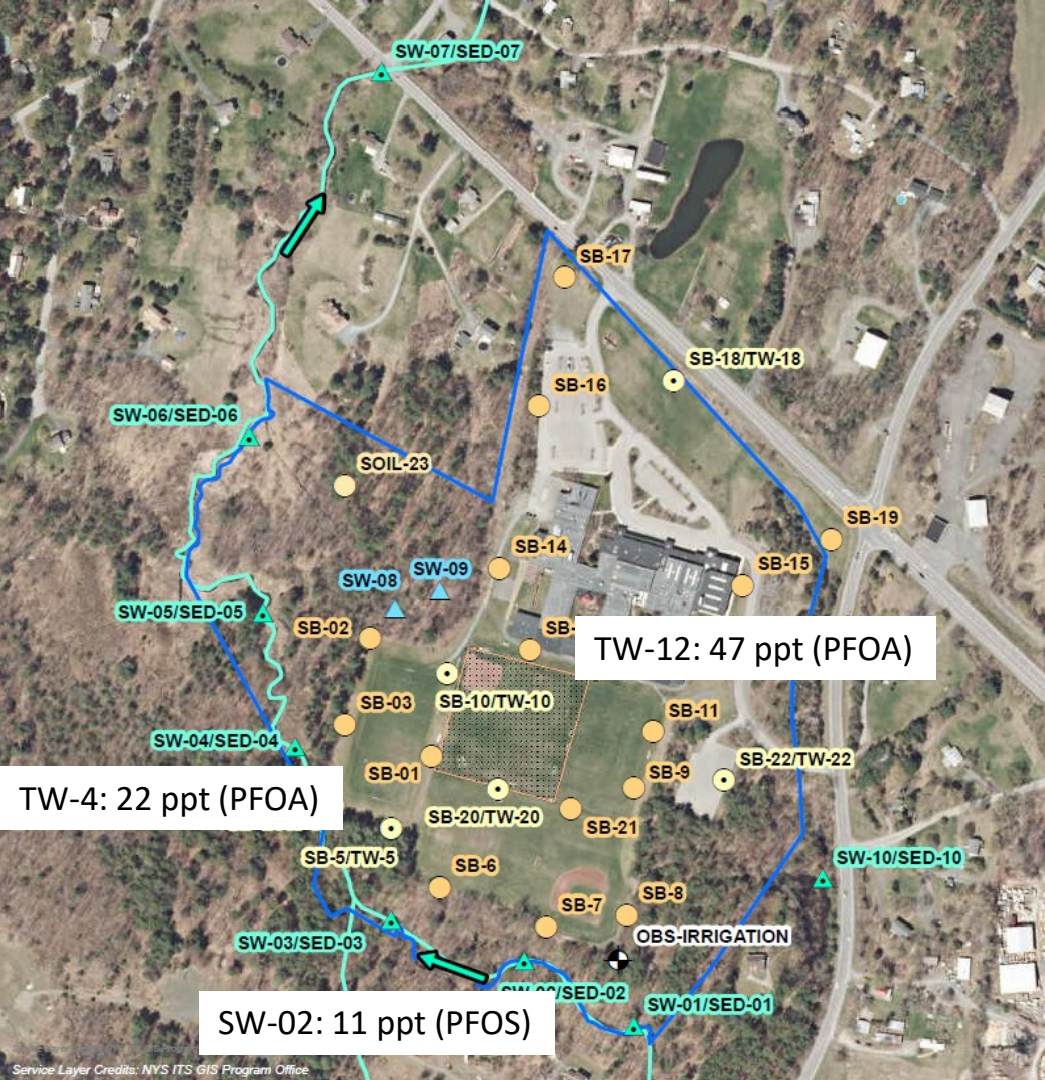 SW-07/SED-07
SB-17
SB-18/TW-18
SB-16
SW-06/SED-06
SOIL-23
SB-19
SB-14
SB-15
SW-09
SW-08
SW-05/SED-05
SB-02
SB-
TW-12: 47 ppt (PFOA)
SB-10/TW-10
SB-03
SB-11
SW-04/SED-04
SB-22/TW-22
SB-01
SB-9
TW-4: 22 ppt (PFOA)
SB-20/TW-20
SB-21
SB-5/TW-5
SW-10/SED-10
SB-6
SB-8
SB-7
OBS-IRRIGATION
SW-03/SED-03
/SED-02
SW-01/SED-01
SW-02: 11 ppt (PFOS)
Service Layer Credits: NYS ITS GIS Program Office